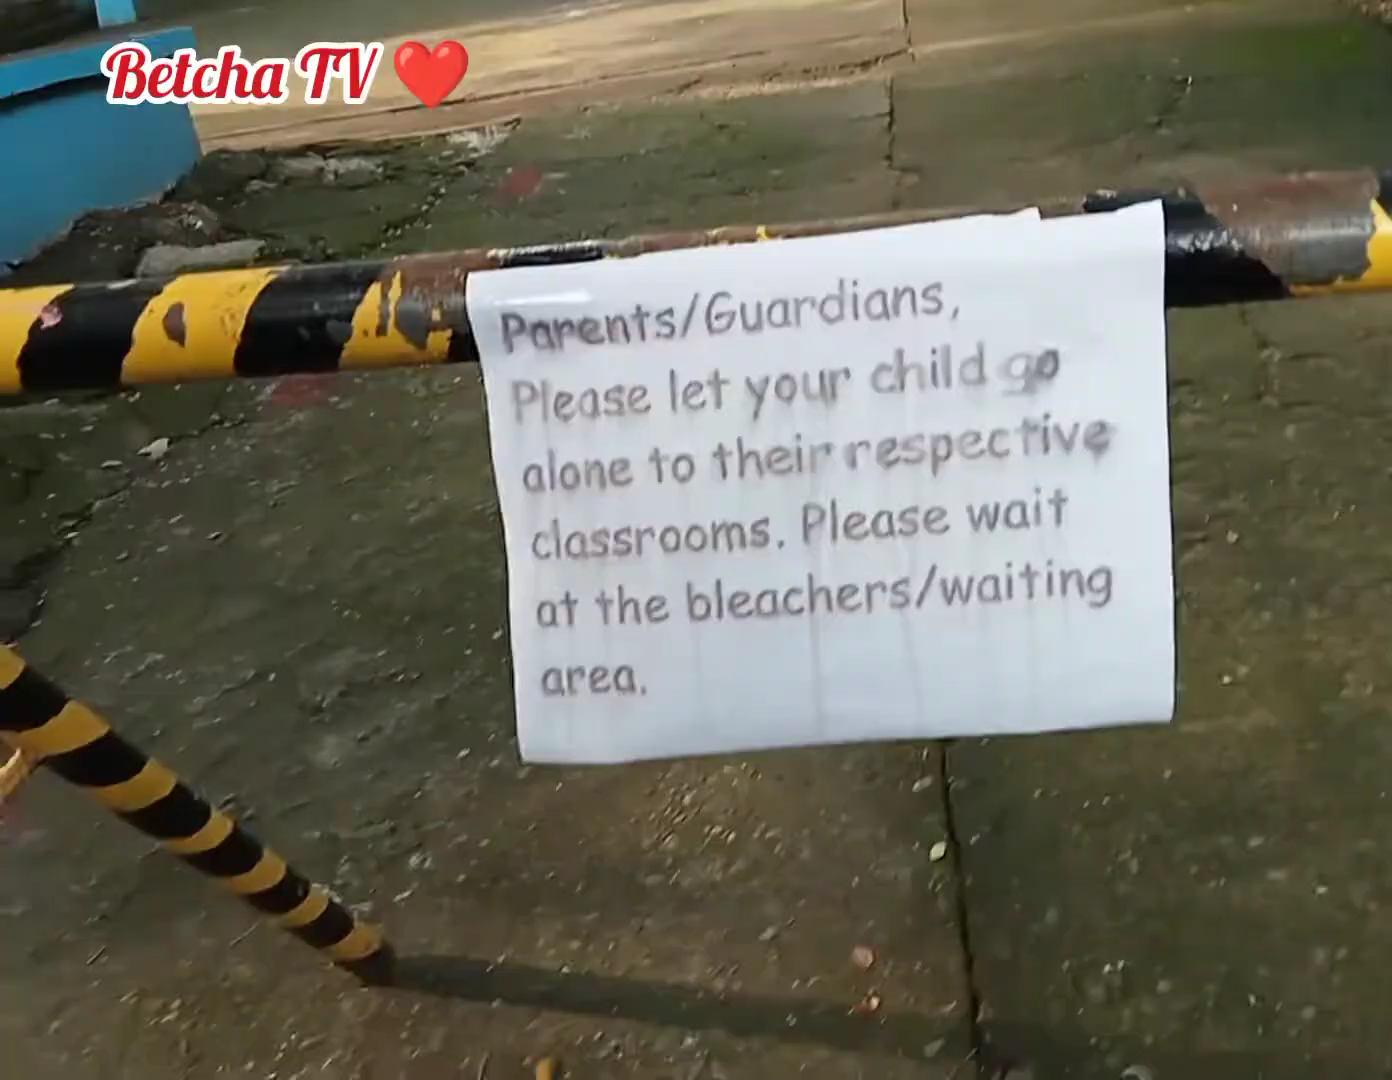 Betcha TV ❤️
Parents/Guardians,
Please let your child go
alone to their respective
classrooms. Please wait
at the bleachers/waiting
area.